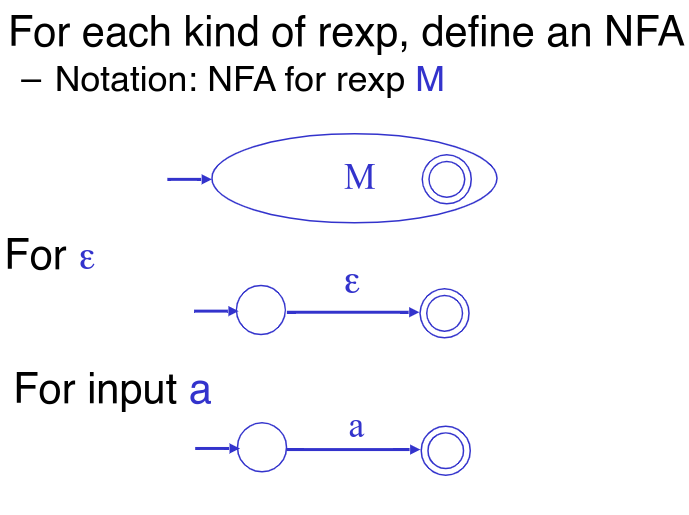 For each kind of rexp, define an NFA
– Notation: NFA for rexp M
M
For ε
ε
For input a
a